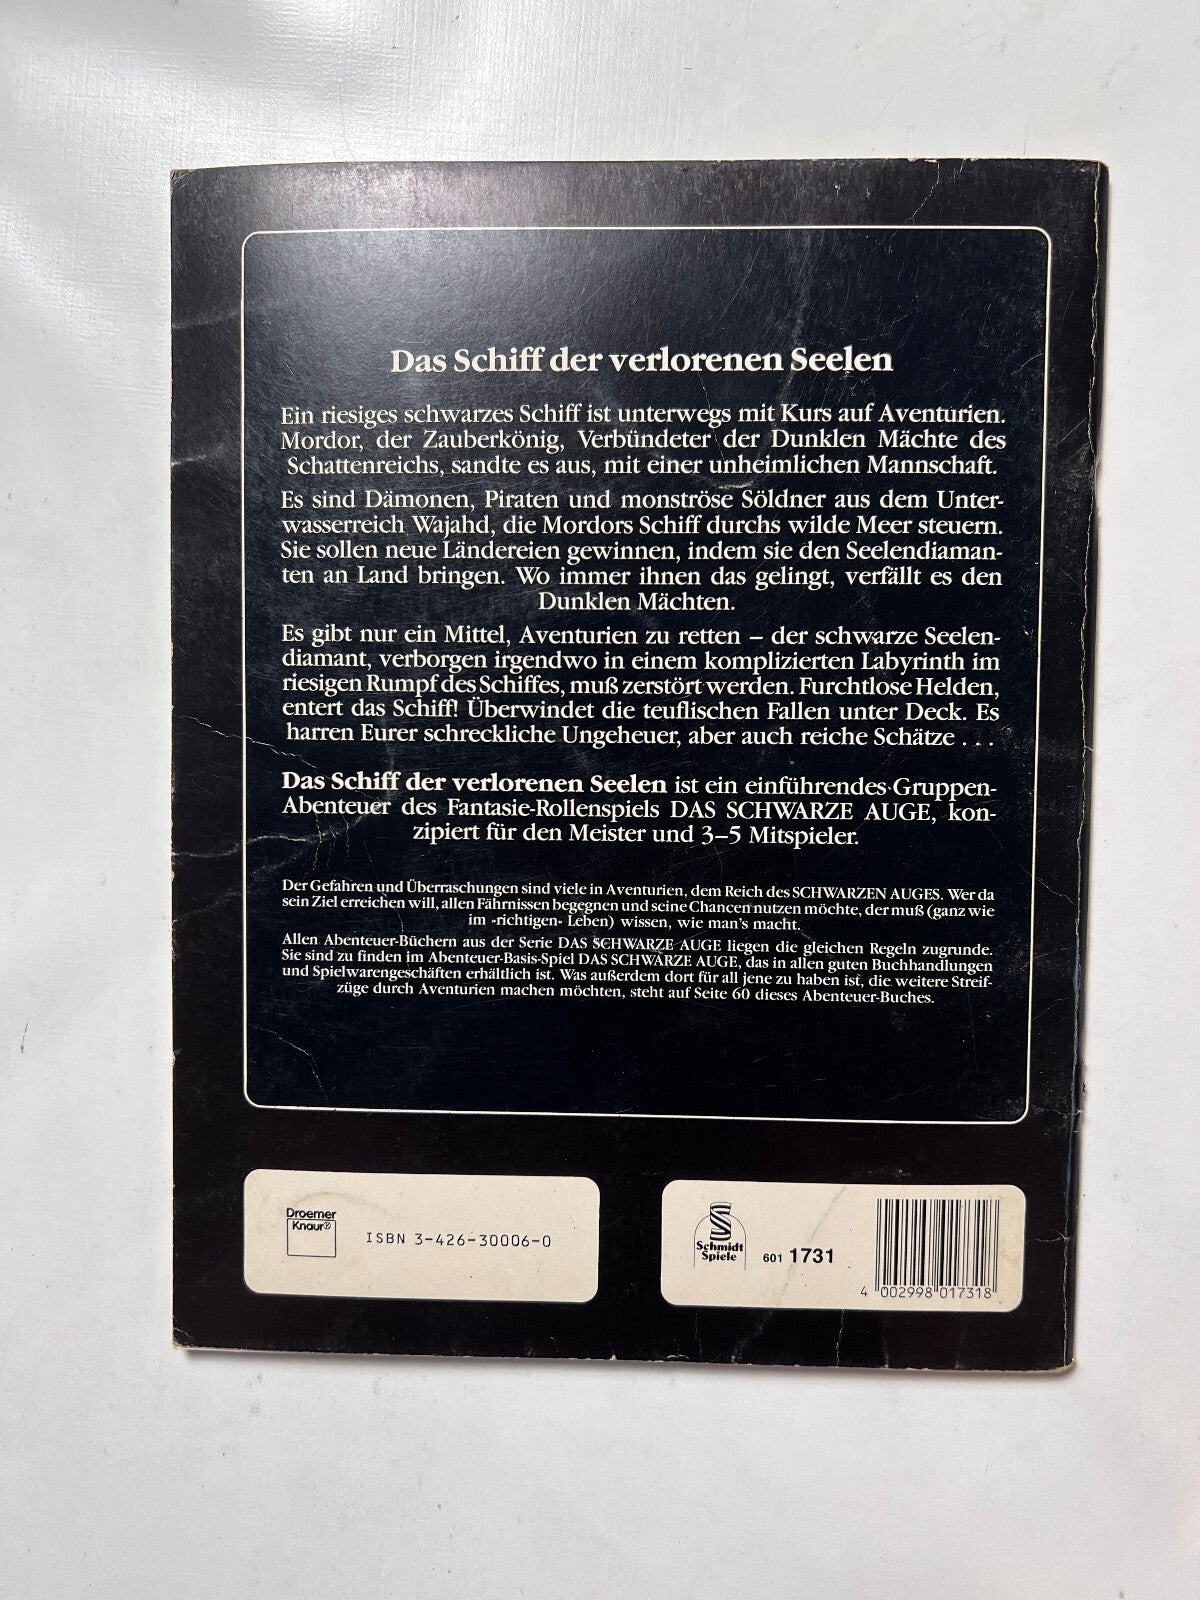 Das Schiff der verlorenen Seelen
Ein riesiges schwarzes Schiff ist unterwegs mit Kurs auf Aventurien.
Mordor, der Zauberkönig, Verbündeter der Dunklen Mächte des
Schattenreichs, sandte es aus, mit einer unheimlichen Mannschaft.
Es sind Dämonen, Piraten und monströse Söldner aus dem Unter-
wasserreich Wajahd, die Mordors Schiff durchs wilde Meer steuern.
Sie sollen neue Ländereien gewinnen, indem sie den Seelendiaman-
ten an Land bringen. Wo immer ihnen das gelingt, verfällt es den
Dunklen Mächten.
Es gibt nur ein Mittel, Aventurien zu retten – der schwarze Seelen-
diamant, verborgen irgendwo in einem komplizierten Labyrinth im
riesigen Rumpf des Schiffes, muß zerstört werden. Furchtlose Helden,
entert das Schiff! Überwindet die teuflischen Fallen unter Deck. Es
harren Eurer schreckliche Ungeheuer, aber auch reiche Schätze . . .
Das Schiff der verlorenen Seelen ist ein einführendes Gruppen-
Abenteuer des Fantasie-Rollenspiels DAS SCHWARZE AUGE, kon-
zipiert für den Meister und 3–5 Mitspieler.
Der Gefahren und Überraschungen sind viele in Aventurien, dem Reich des SCHWARZEN AUGES. Wer da
sein Ziel erreichen will, allen Fährnissen begegnen und seine Chancen nutzen möchte, der muß (ganz wie
im »richtigen« Leben) wissen, wie man's macht.
Allen Abenteuer-Büchern aus der Serie DAS SCHWARZE AUGE liegen die gleichen Regeln zugrunde.
Sie sind zu finden im Abenteuer-Basis-Spiel DAS SCHWARZE AUGE, das in allen guten Buchhandlungen
und Spielwarengeschäften erhältlich ist. Was außerdem dort für all jene zu haben ist, die weitere Streif-
züge durch Aventurien machen möchten, steht auf Seite 60 dieses Abenteuer-Buches.
Droemer
Knaur®
ISBN 3-426-30006-0
Schmidt
Spiele
601 1731
4 002998 017318